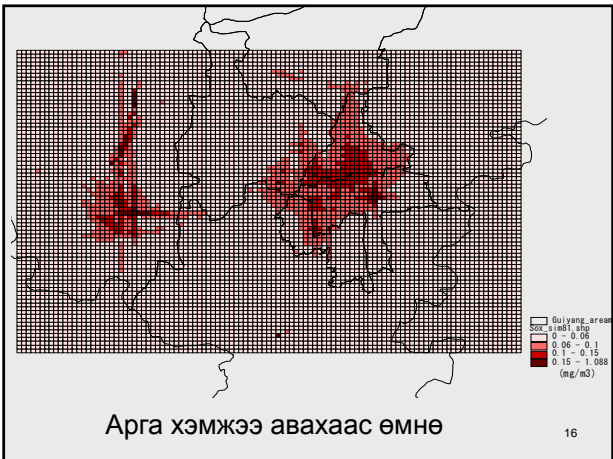 Guiyang_aream
Sox_sim81.shp
0 - 0.06
0.06 - 0.1
0.1 - 0.15
0.15 - 1.088
(mg/m3)
Арга хэмжээ авахаас өмнө
16